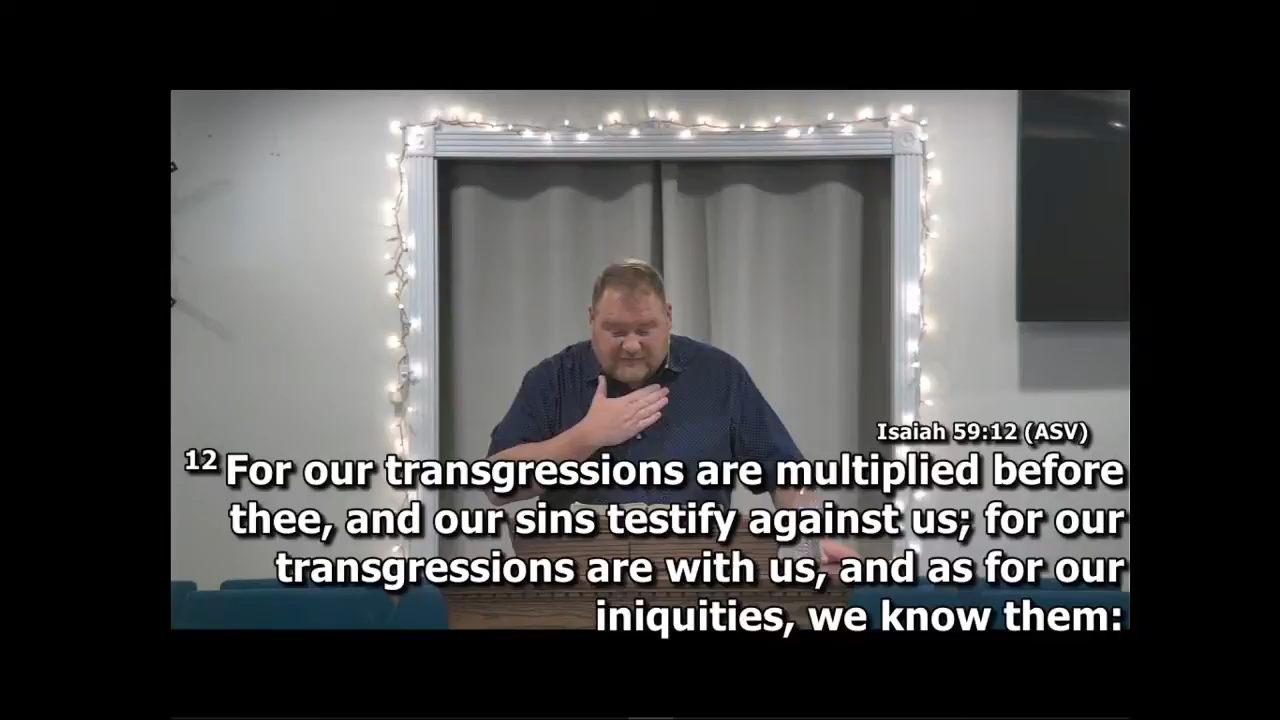 Isaiah 59:12 (ASV)
12 For our transgressions are multiplied before
thee, and our sins testify against us; for our
transgressions are with us, and as for our
iniquities, we know them: